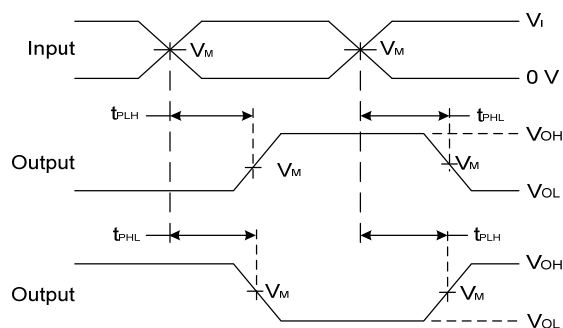 VI
Input VM VM
0 V
tPLH tPHL
VOH
Output VM VM
VOL
tPHL tPLH
VOH
Output VM VM
VOL